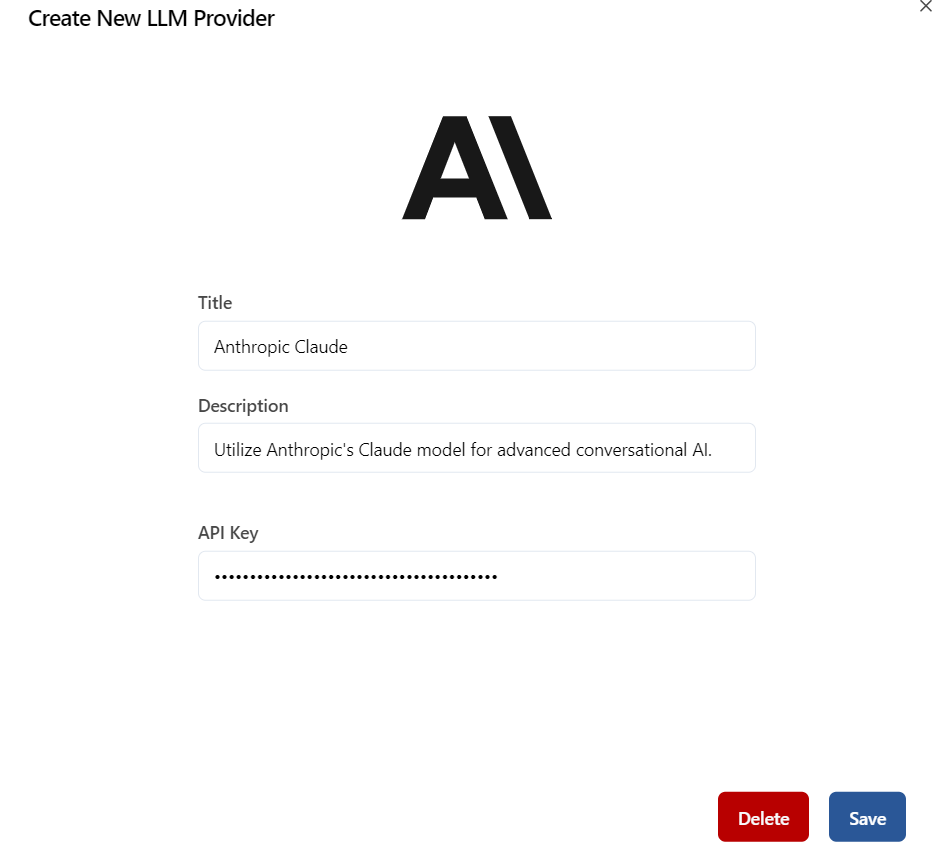 Create New LLM Provider
A\
Title
Anthropic Claude
Description
Utilize Anthropic's Claude model for advanced conversational AI.
API Key
••••••••••••••••••••••••••••••••••••••••
Delete
Save